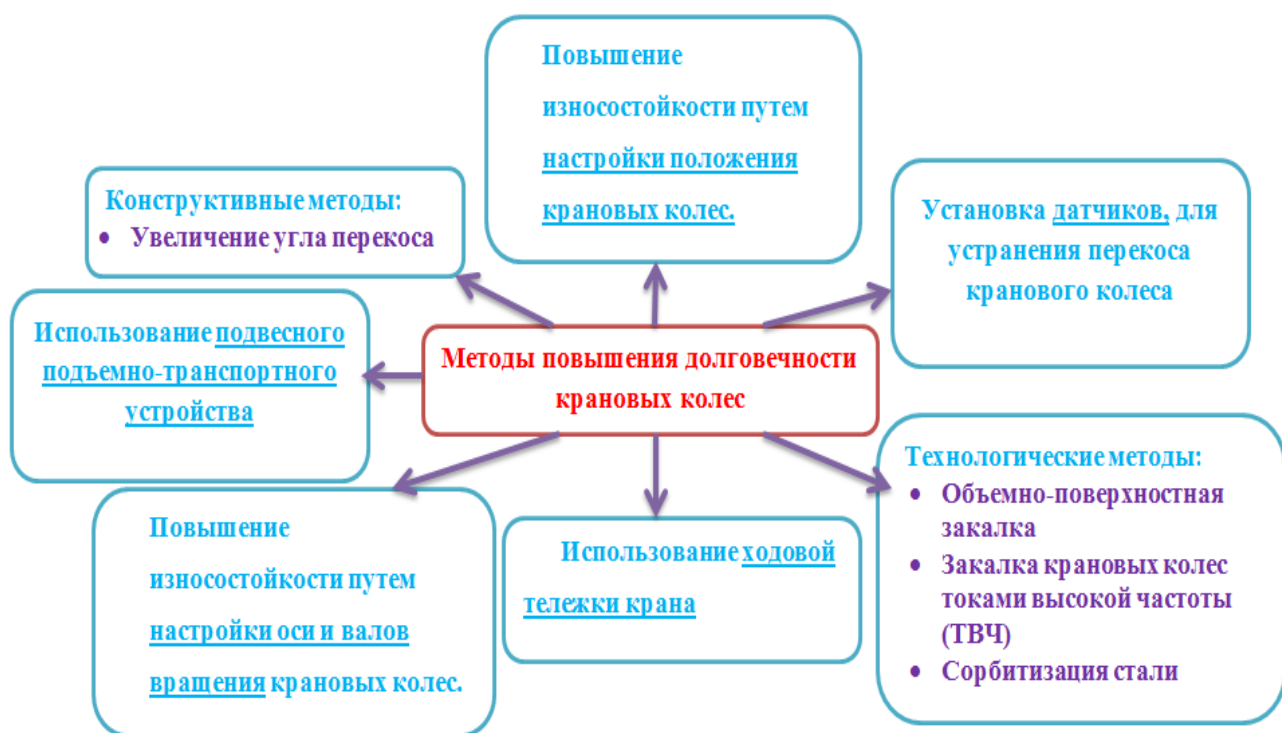 Повышение
износостойкости путем
настройки положения
крановых колес.
Конструктивные методы:
• Увеличение угла перекоса
Установка датчиков, для
устранения перекоса
кранового колеса
Использование подвесного
подъемно-транспортного
устройства
Методы повышения долговечности
крановых колес
Технологические методы:
• Объемно-поверхностная
закалка
• Закалка крановых колес
токами высокой частоты
(ТВЧ)
• Сорбитизация стали
Повышение
износостойкости путем
настройки оси и валов
вращения крановых колес.
Использование ходовой
тележки крана